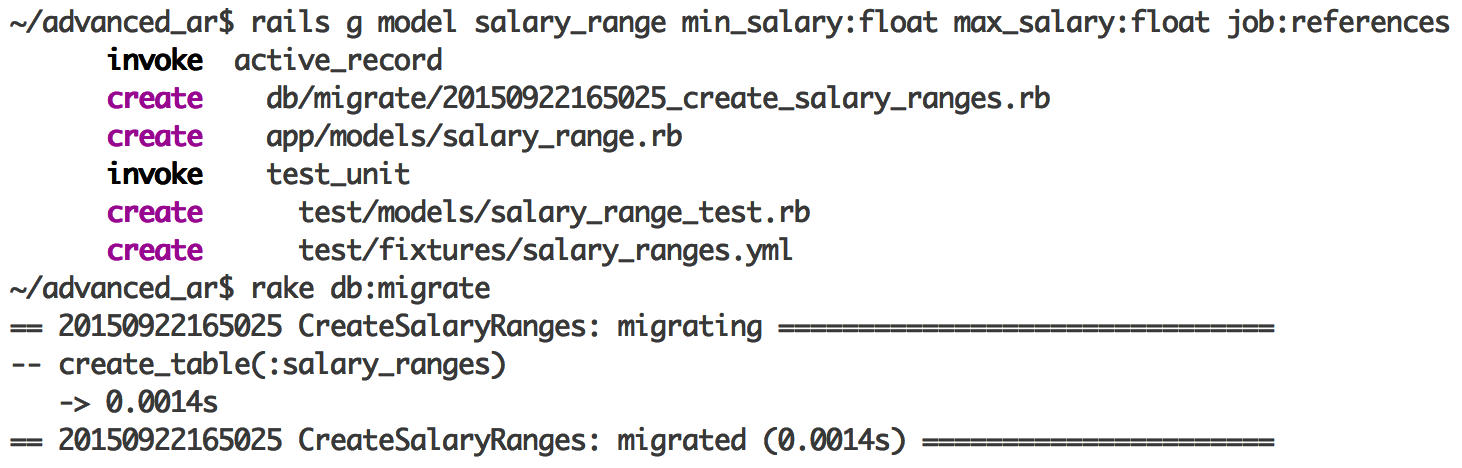 ~/advanced_ar$ rails g model salary_range min_salary:float max_salary:float job:references
      invoke  active_record
      create    db/migrate/20150922165025_create_salary_ranges.rb
      create    app/models/salary_range.rb
      invoke    test_unit
      create      test/models/salary_range_test.rb
      create      test/fixtures/salary_ranges.yml
~/advanced_ar$ rake db:migrate
== 20150922165025 CreateSalaryRanges: migrating ===============================
-- create_table(:salary_ranges)
   -> 0.0014s
== 20150922165025 CreateSalaryRanges: migrated (0.0014s) ======================